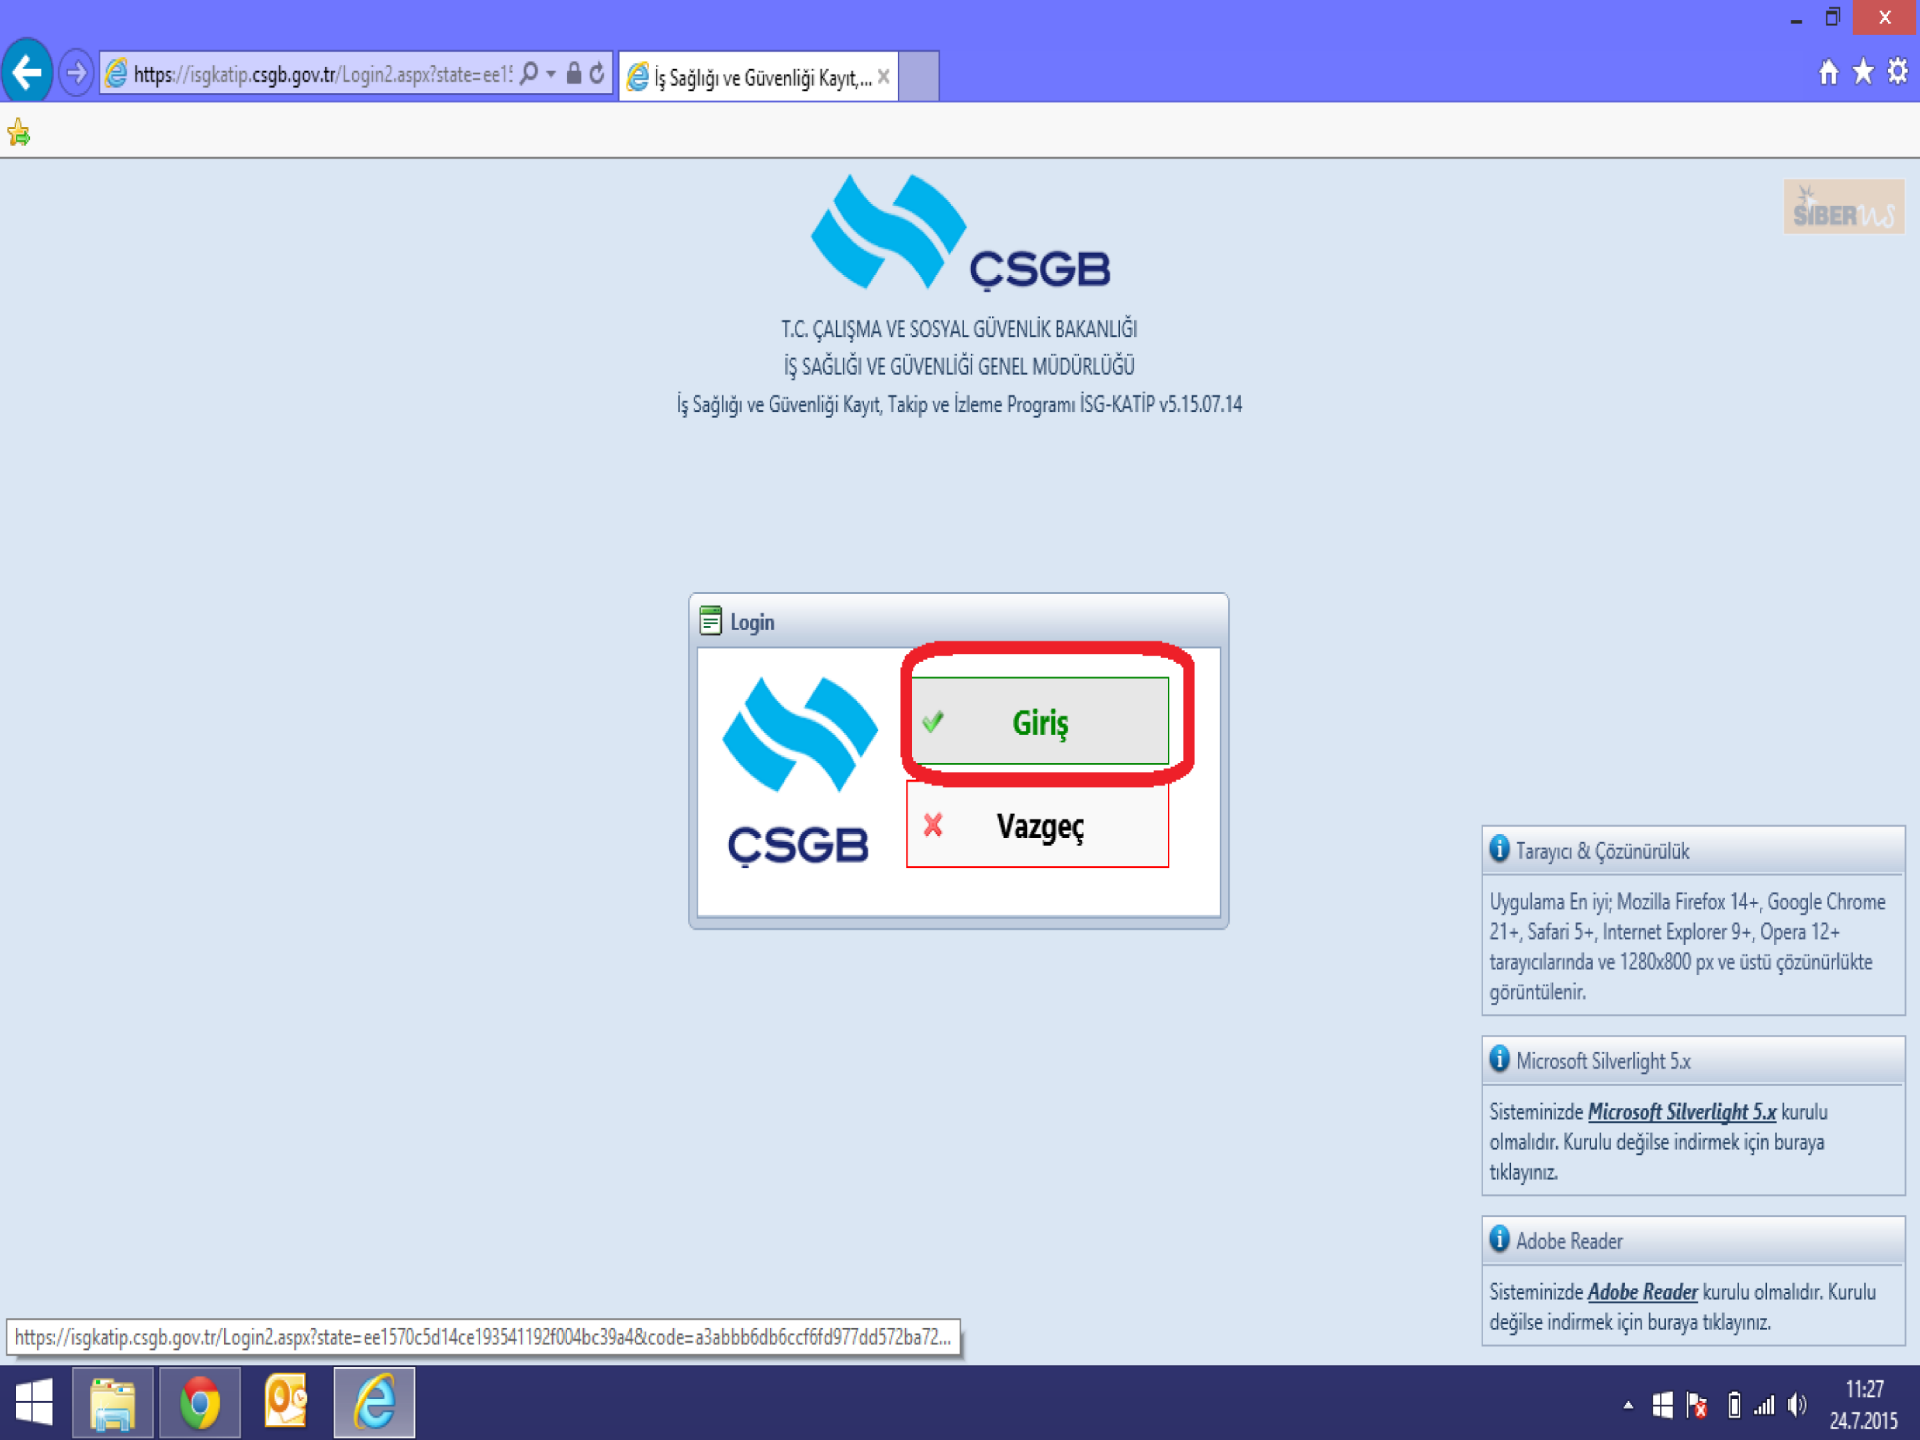 https://isgkatip.csgb.gov.tr/Login2.aspx?state=ee15
İş Sağlığı ve Güvenliği Kayıt,...
SİBER
ÇSGB
T.C. ÇALIŞMA VE SOSYAL GÜVENLİK BAKANLIĞI
İŞ SAĞLIĞI VE GÜVENLİĞİ GENEL MÜDÜRLÜĞÜ
İş Sağlığı ve Güvenliği Kayıt, Takip ve İzleme Programı İSG-KATİP v5.15.07.14
Login
Giriş
Vazgeç
ÇSGB
Tarayıcı & Çözünürülük
Uygulama En iyi; Mozilla Firefox 14+, Google Chrome
21+, Safari 5+, Internet Explorer 9+, Opera 12+
tarayıcılarında ve 1280x800 px ve üstü çözünürlükte
görüntülenir.
Microsoft Silverlight 5.x
Sisteminizde Microsoft Silverlight 5.x kurulu
olmalıdır. Kurulu değilse indirmek için buraya
tıklayınız.
Adobe Reader
Sisteminizde Adobe Reader kurulu olmalıdır. Kurulu
değilse indirmek için buraya tıklayınız.
https://isgkatip.csgb.gov.tr/Login2.aspx?state=ee1570c5d14ce193541192f004bc39a4&code=a3abbb6db6ccf6fd977dd572ba72...
11:27
24.7.2015